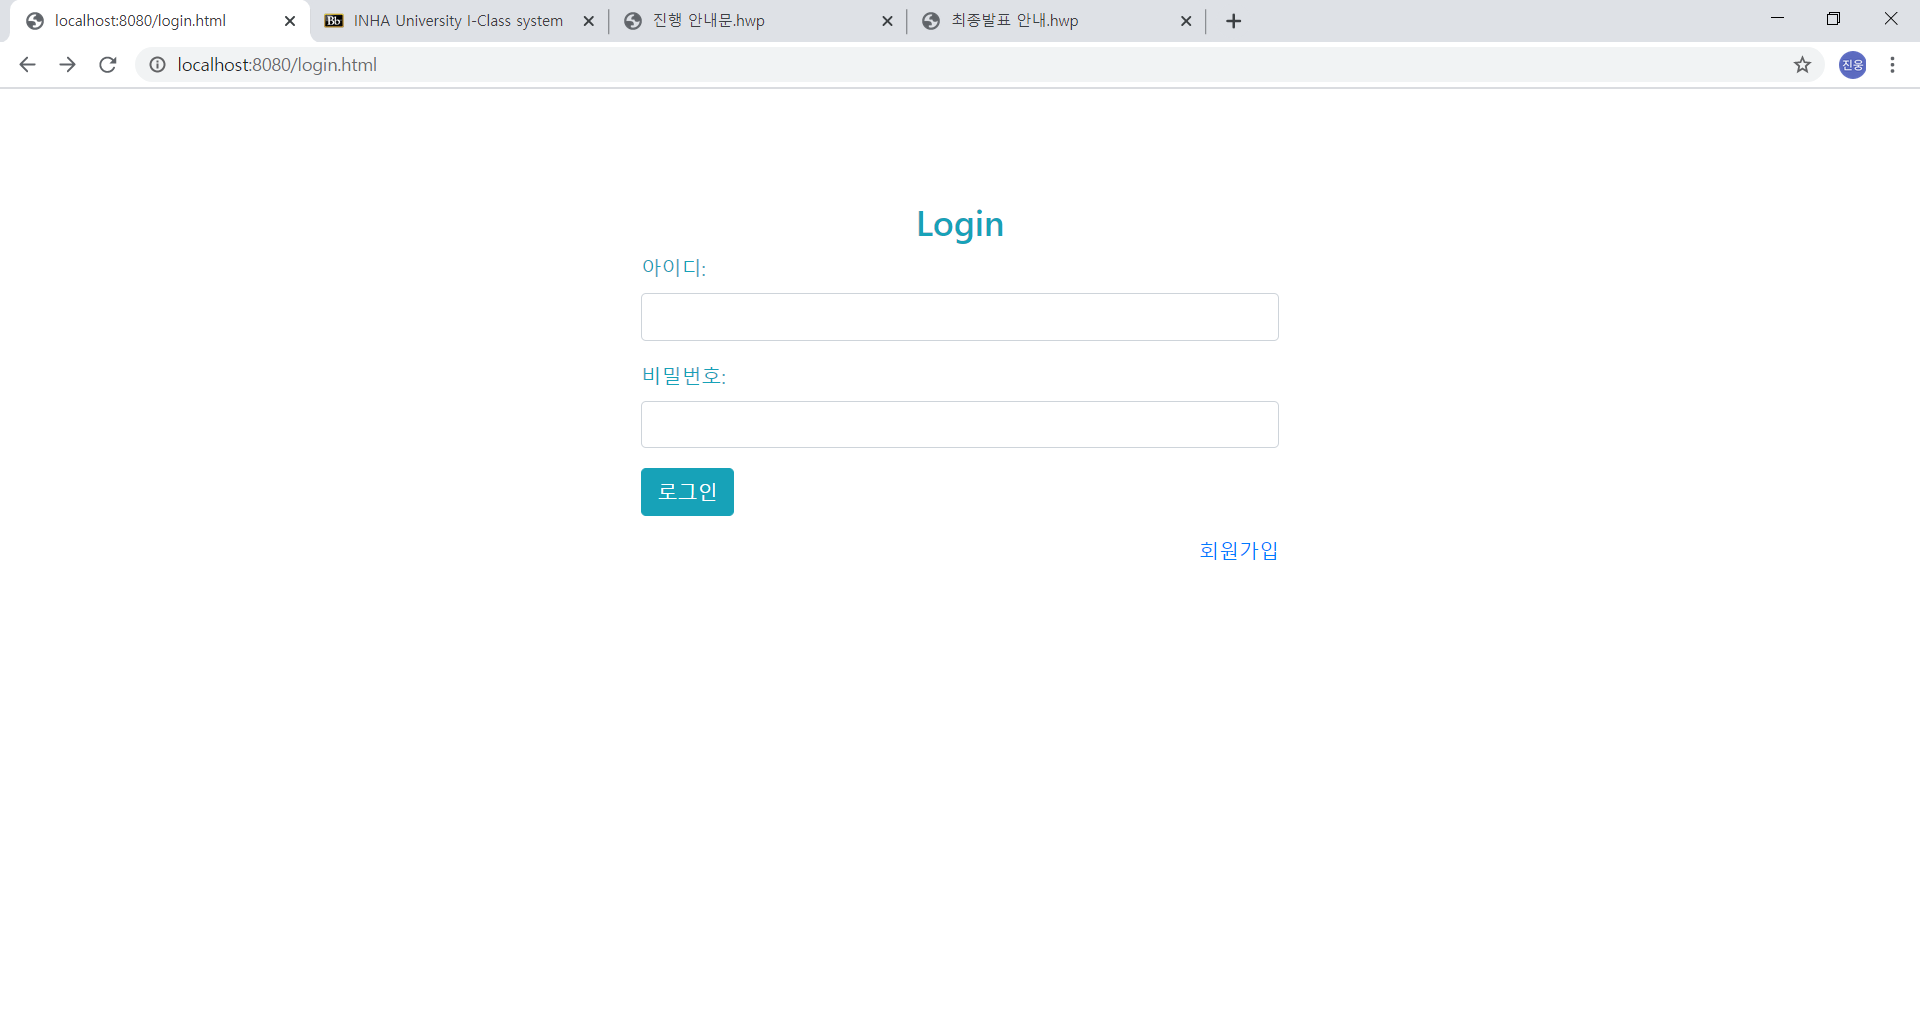 localhost:8080/login.html
Bb INHA University I-Class system
진행 안내문.hwp
최종발표 안내.hwp
localhost:8080/login.html
진웅
Login
아이디:
비밀번호:
로그인
회원가입